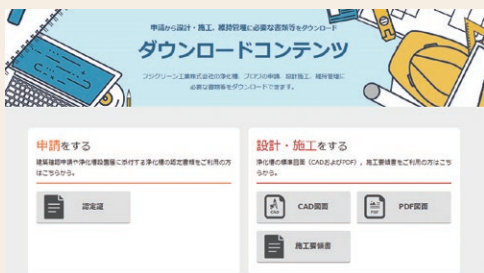 申請から設計・施工、維持管理に必要な書類等をダウンロード
ダウンロードコンテンツ
フジクリーン工業株式会社の浄化槽、ブロワの申請、設計施工、維持管理に
必要な書類等をダウンロードできます。
申請をする
建築確認申請や浄化槽設置届に添付する浄化槽の認定書類をご利用の方
はこちらから。
認定証
設計・施工をする
浄化槽の標準図面（CADおよびPDF）、施工要領書をご利用の方はこち
らから。
CAD図面
PDF
PDF図面
施工要領書